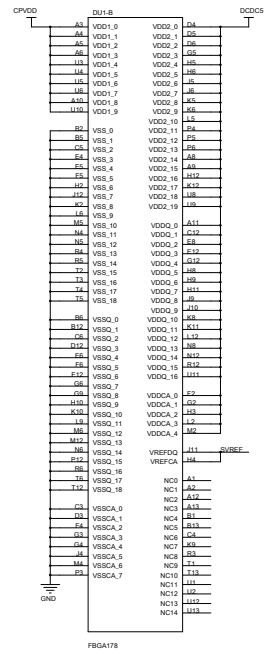 CPVDD
DU1-B
DCDC5
A3 VDD1_0
A4 VDD1_1
A5 VDD1_2
A6 VDD1_3
U3 VDD1_4
U4 VDD1_5
U5 VDD1_6
U6 VDD1_7
A10 VDD1_8
U10 VDD1_9
B2 VSS_0
B5 VSS_1
C5 VSS_2
E4 VSS_3
E5 VSS_4
F5 VSS_5
H2 VSS_6
J12 VSS_7
K2 VSS_8
L6 VSS_9
M5 VSS_10
N4 VSS_11
N5 VSS_12
R4 VSS_13
R5 VSS_14
T2 VSS_15
T3 VSS_16
T4 VSS_17
T5 VSS_18
B6 VSSQ_0
B12 VSSQ_1
C6 VSSQ_2
D12 VSSQ_3
E6 VSSQ_4
F6 VSSQ_5
F12 VSSQ_6
G6 VSSQ_7
G9 VSSQ_8
H10 VSSQ_9
K10 VSSQ_10
L9 VSSQ_11
M6 VSSQ_12
M12 VSSQ_13
N6 VSSQ_14
P12 VSSQ_15
R6 VSSQ_16
T6 VSSQ_17
T12 VSSQ_18
C3 VSSCA_0
D3 VSSCA_1
F4 VSSCA_2
G3 VSSCA_3
G4 VSSCA_4
J4 VSSCA_5
M4 VSSCA_6
P3 VSSCA_7
GND
VDD2_0 D4
VDD2_1 D5
VDD2_2 D6
VDD2_3 G5
VDD2_4 H5
VDD2_5 H6
VDD2_6 J5
VDD2_7 J6
VDD2_8 K5
VDD2_9 K6
VDD2_10 L5
VDD2_11 P4
VDD2_12 P5
VDD2_13 P6
VDD2_14 A8
VDD2_15 A9
VDD2_16 H12
VDD2_17 K12
VDD2_18 U8
VDD2_19 U9
VDDQ_0 A11
VDDQ_1 C12
VDDQ_2 E8
VDDQ_3 E12
VDDQ_4 G12
VDDQ_5 H8
VDDQ_6 H9
VDDQ_7 H11
VDDQ_8 J9
VDDQ_9 J10
VDDQ_10 K8
VDDQ_11 K11
VDDQ_12 L12
VDDQ_13 N8
VDDQ_14 N12
VDDQ_15 R12
VDDQ_16 U11
VDDCA_0 F2
VDDCA_1 G2
VDDCA_2 H3
VDDCA_3 L2
VDDCA_4 M2
VREFDQ J11 SVREF
VREFCA H4
NC0 A1
NC1 A2
NC2 A12
NC3 A13
NC4 B1
NC5 B13
NC6 C4
NC7 K9
NC8 R3
NC9 T1
NC10 T13
NC11 U1
NC12 U2
NC13 U12
NC14 U13
FBGA178